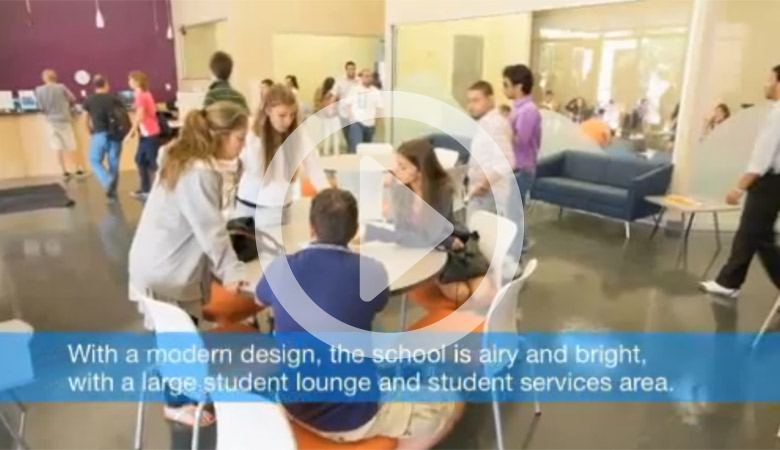 With a modern design, the school is airy and bright,
with a large student lounge and student services area.